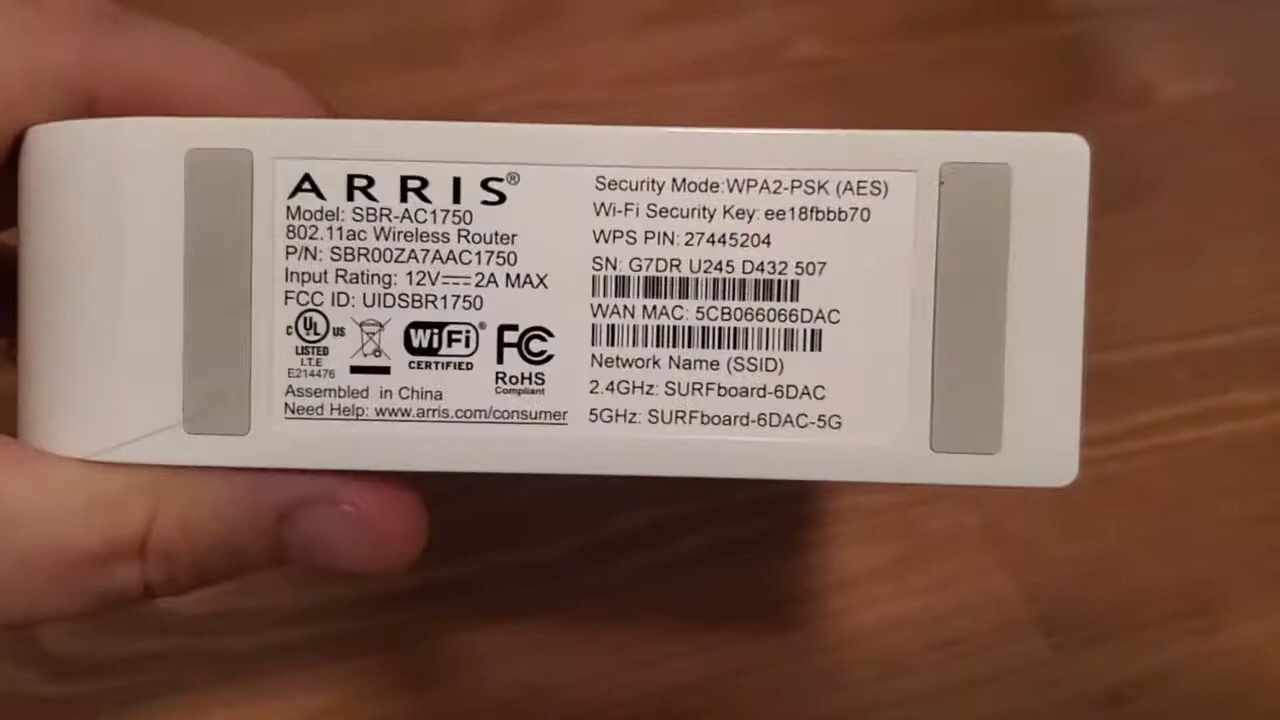 ARRIS®
Model: SBR-AC1750
802.11ac Wireless Router
P/N: SBR00ZA7AAC1750
Input Rating: 12V⎓2A MAX
FCC ID: UIDSBR1750
c UL US
LISTED
I.T.E
E214476
Wi Fi®
CERTIFIED
FC
RoHS
Compliant
Assembled in China
Need Help: www.arris.com/consumer
Security Mode:WPA2-PSK (AES)
Wi-Fi Security Key: ee18fbbb70
WPS PIN: 27445204
SN: G7DR U245 D432 507
WAN MAC: 5CB066066DAC
Network Name (SSID)
2.4GHz: SURFboard-6DAC
5GHz: SURFboard-6DAC-5G